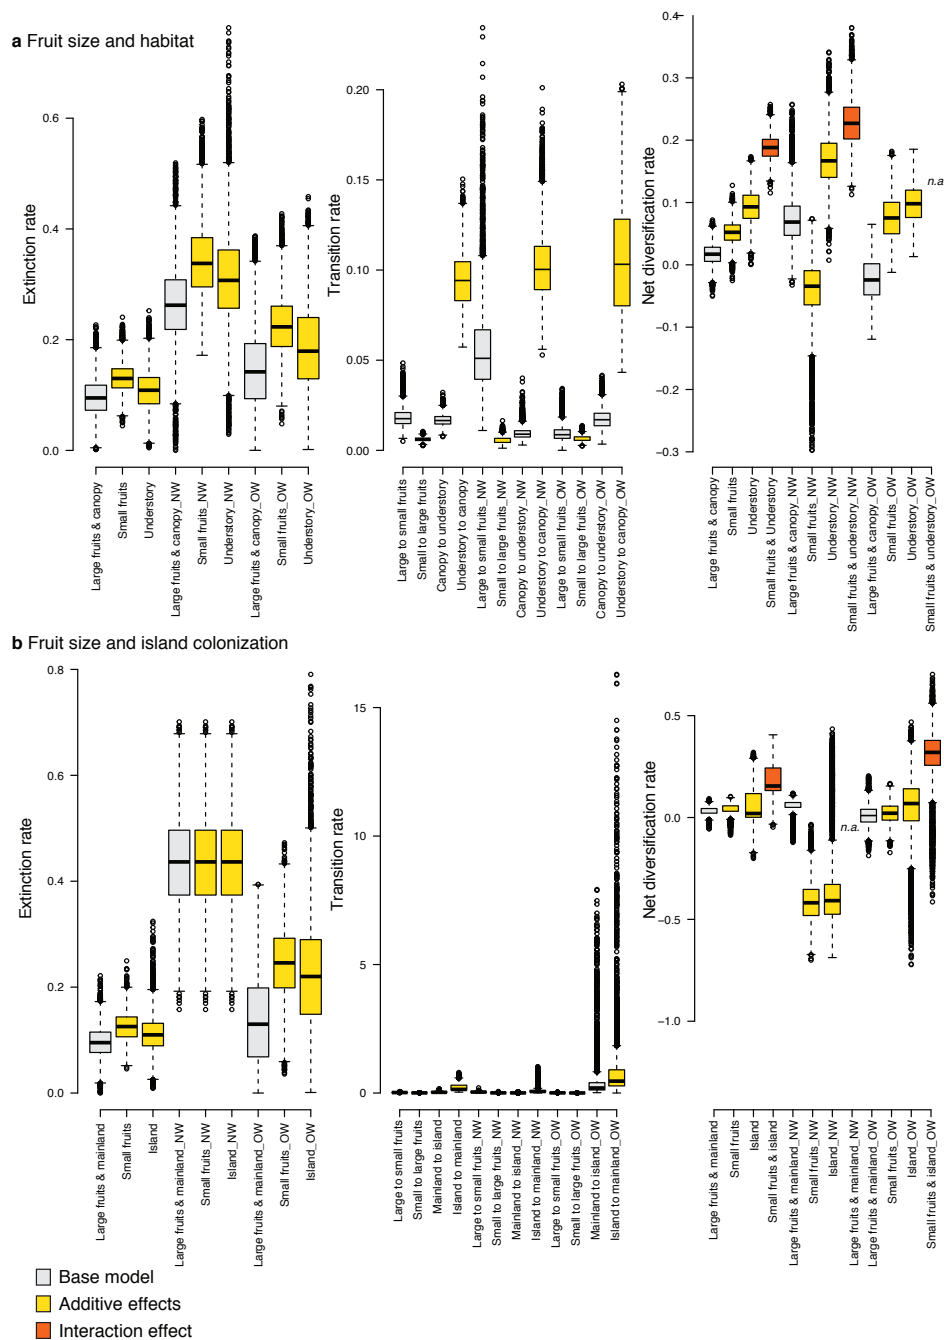 a Fruit size and habitat
Extinction rate
0.6
0.4
0.2
0.0
Large fruits & canopy
Small fruits
Understory
Large fruits & canopy_NW
Small fruits_NW
Understory_NW
Large fruits & canopy_OW
Small fruits_OW
Understory_OW
Transition rate
0.20
0.15
0.10
0.05
0.00
Large to small fruits
Small to large fruits
Canopy to understory
Understory to canopy
Large to small fruits_NW
Small to large fruits_NW
Canopy to understory_NW
Understory to canopy_NW
Large to small fruits_OW
Small to large fruits_OW
Canopy to understory_OW
Understory to canopy_OW
Net diversification rate
0.4
0.3
0.2
0.1
0.0
−0.1
−0.2
−0.3
n.a
Large fruits & canopy
Small fruits
Understory
Small fruits & Understory
Large fruits & canopy_NW
Small fruits_NW
Understory_NW
Small fruits & understory_NW
Large fruits & canopy_OW
Small fruits_OW
Understory_OW
Small fruits & understory_OW
b Fruit size and island colonization
Extinction rate
0.8
0.6
0.4
0.2
0.0
Large fruits & mainland
Small fruits
Island
Large fruits & mainland_NW
Small fruits_NW
Island_NW
Large fruits & mainland_OW
Small fruits_OW
Island_OW
Transition rate
15
10
5
0
Large to small fruits
Small to large fruits
Mainland to island
Island to mainland
Large to small fruits_NW
Small to large fruits_NW
Mainland to island_NW
Island to mainland_NW
Large to small fruits_OW
Small to large fruits_OW
Mainland to island_OW
Island to mainland_OW
Net diversification rate
0.5
0.0
−0.5
−1.0
n.a.
Large fruits & mainland
Small fruits
Island
Small fruits & island
Large fruits & mainland_NW
Small fruits_NW
Island_NW
Large fruits & mainland_NW
Large fruits & mainland_OW
Small fruits_OW
Island_OW
Small fruits & island_OW
Base model
Additive effects
Interaction effect